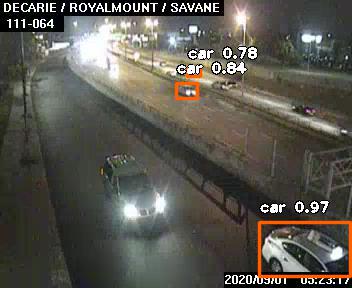 DECARIE / ROYALMOUNT / SAVANE
111-064
car 0.78
car 0.84
car 0.97
2020/09/01 05:23:17